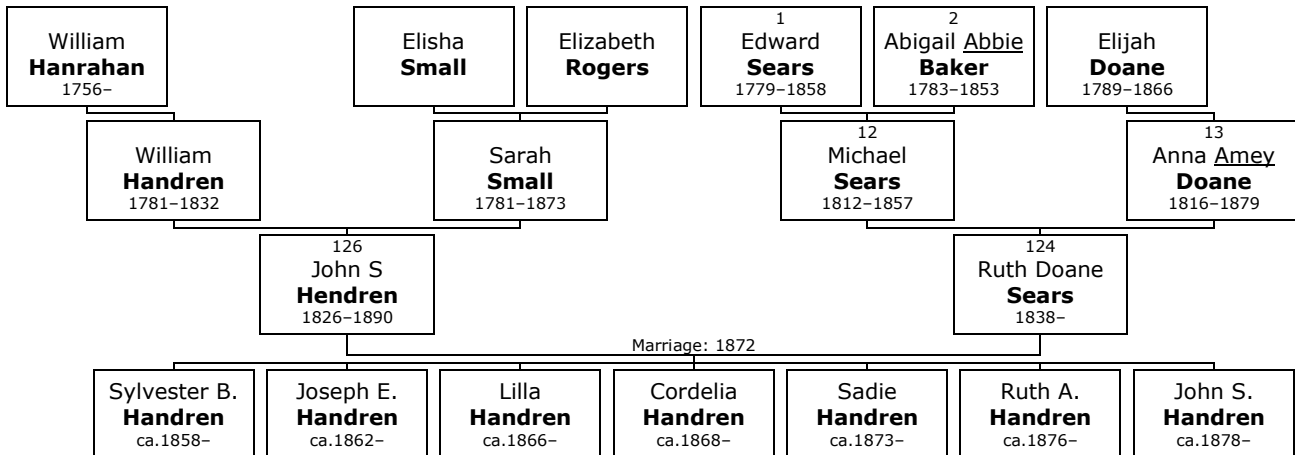 William
Hanrahan
1756–
Elisha
Small
Elizabeth
Rogers
1
Edward
Sears
1779–1858
2
Abigail Abbie
Baker
1783–1853
Elijah
Doane
1789–1866
William
Handren
1781–1832
Sarah
Small
1781–1873
12
Michael
Sears
1812–1857
13
Anna Amey
Doane
1816–1879
126
John S
Hendren
1826–1890
124
Ruth Doane
Sears
1838–
Marriage: 1872
Sylvester B.
Handren
ca.1858–
Joseph E.
Handren
ca.1862–
Lilla
Handren
ca.1866–
Cordelia
Handren
ca.1868–
Sadie
Handren
ca.1873–
Ruth A.
Handren
ca.1876–
John S.
Handren
ca.1878–